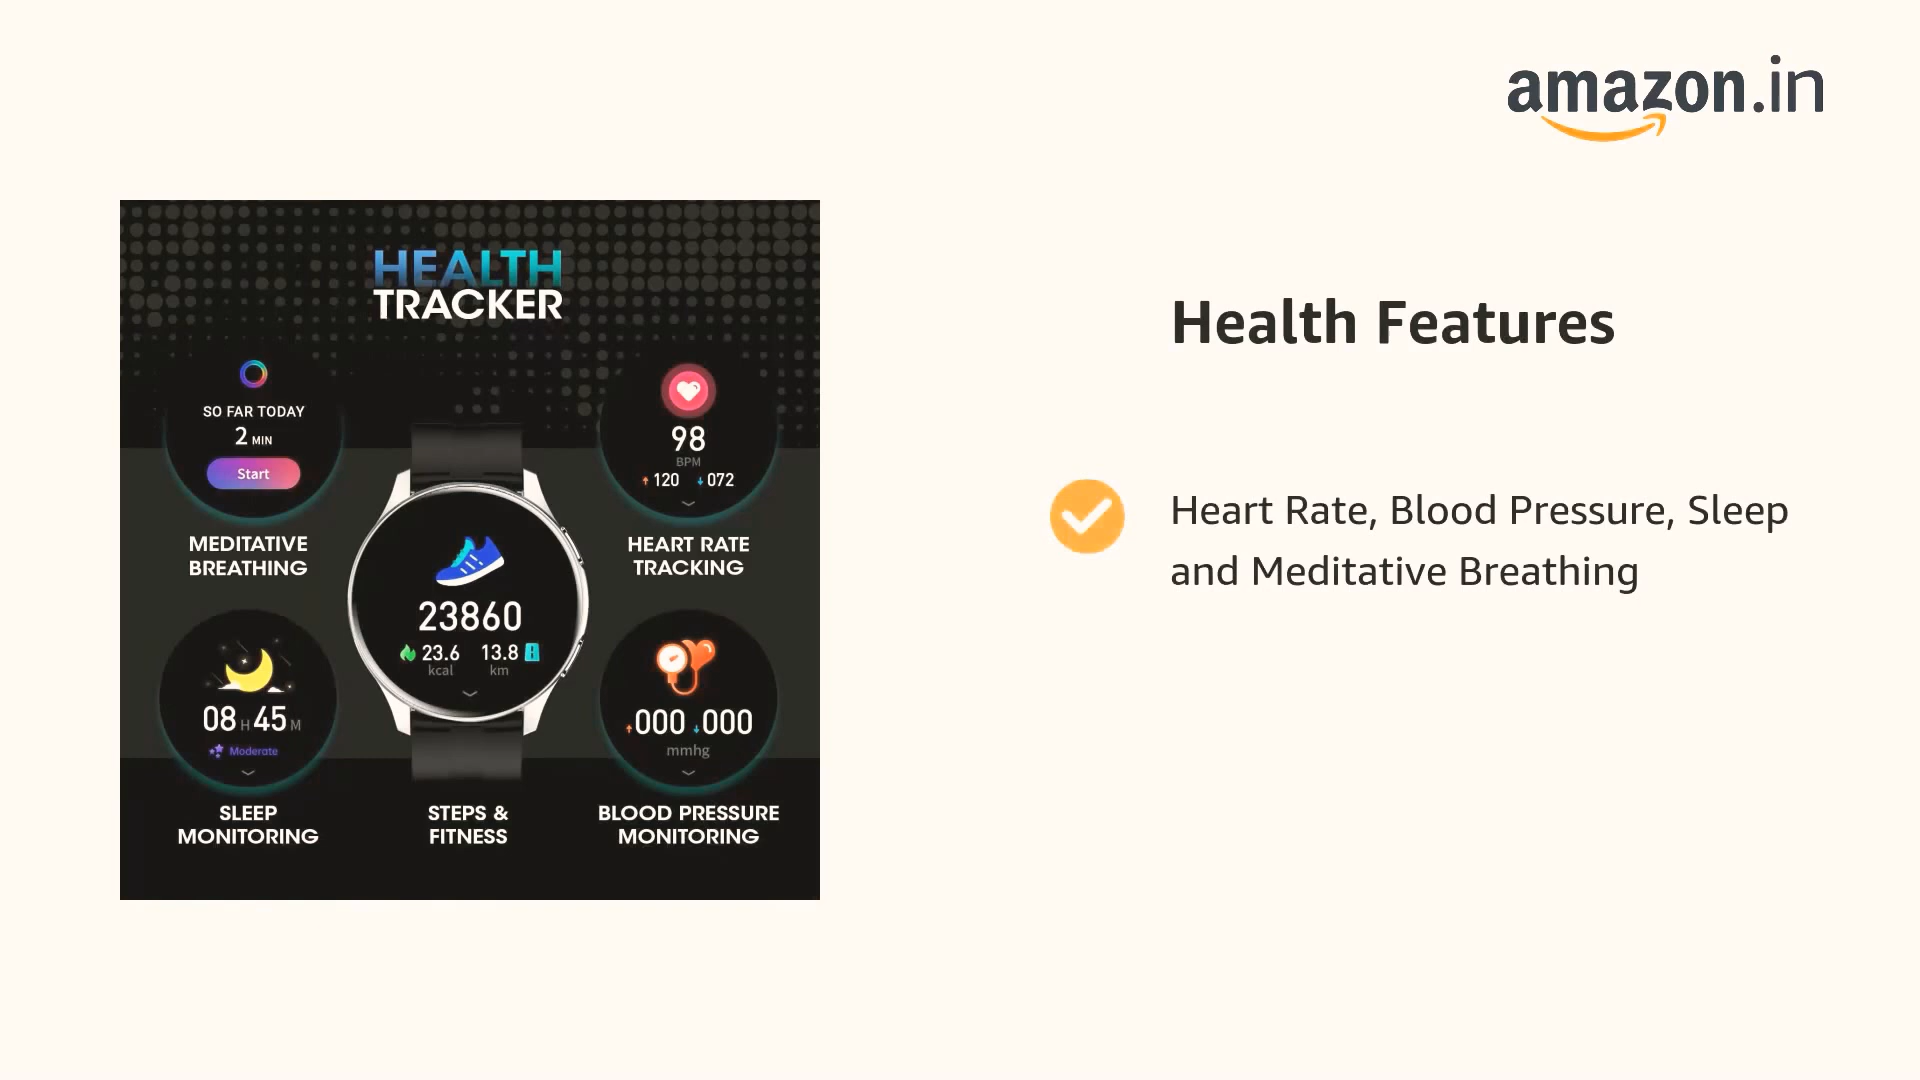 amazon.in
HEALTH
TRACKER
SO FAR TODAY
2 MIN
Start
MEDITATIVE
BREATHING
98
BPM
120 072
HEART RATE
TRACKING
23860
23.6 13.8
kcal km
STEPS &
FITNESS
08 H 45 M
Moderate
SLEEP
MONITORING
000 000
mmhg
BLOOD PRESSURE
MONITORING
Health Features
Heart Rate, Blood Pressure, Sleep
and Meditative Breathing